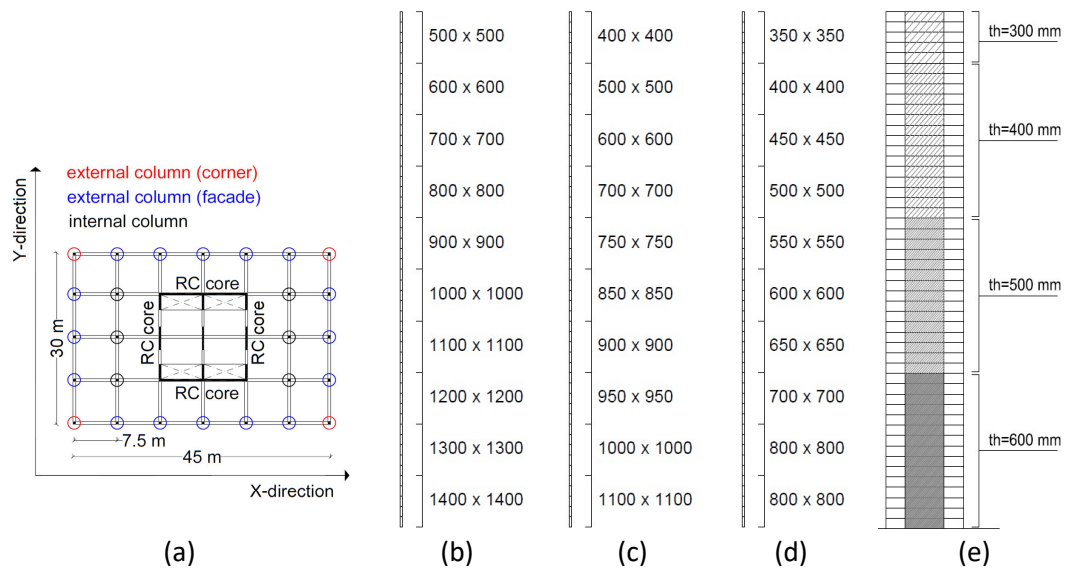 external column (corner)
external column (facade)
internal column
Y-direction
RC core
RC core
RC core
RC core
30 m
7.5 m
45 m
X-direction
(a)
500 x 500
600 x 600
700 x 700
800 x 800
900 x 900
1000 x 1000
1100 x 1100
1200 x 1200
1300 x 1300
1400 x 1400
(b)
400 x 400
500 x 500
600 x 600
700 x 700
750 x 750
850 x 850
900 x 900
950 x 950
1000 x 1000
1100 x 1100
(c)
350 x 350
400 x 400
450 x 450
500 x 500
550 x 550
600 x 600
650 x 650
700 x 700
800 x 800
800 x 800
(d)
th=300 mm
th=400 mm
th=500 mm
th=600 mm
(e)